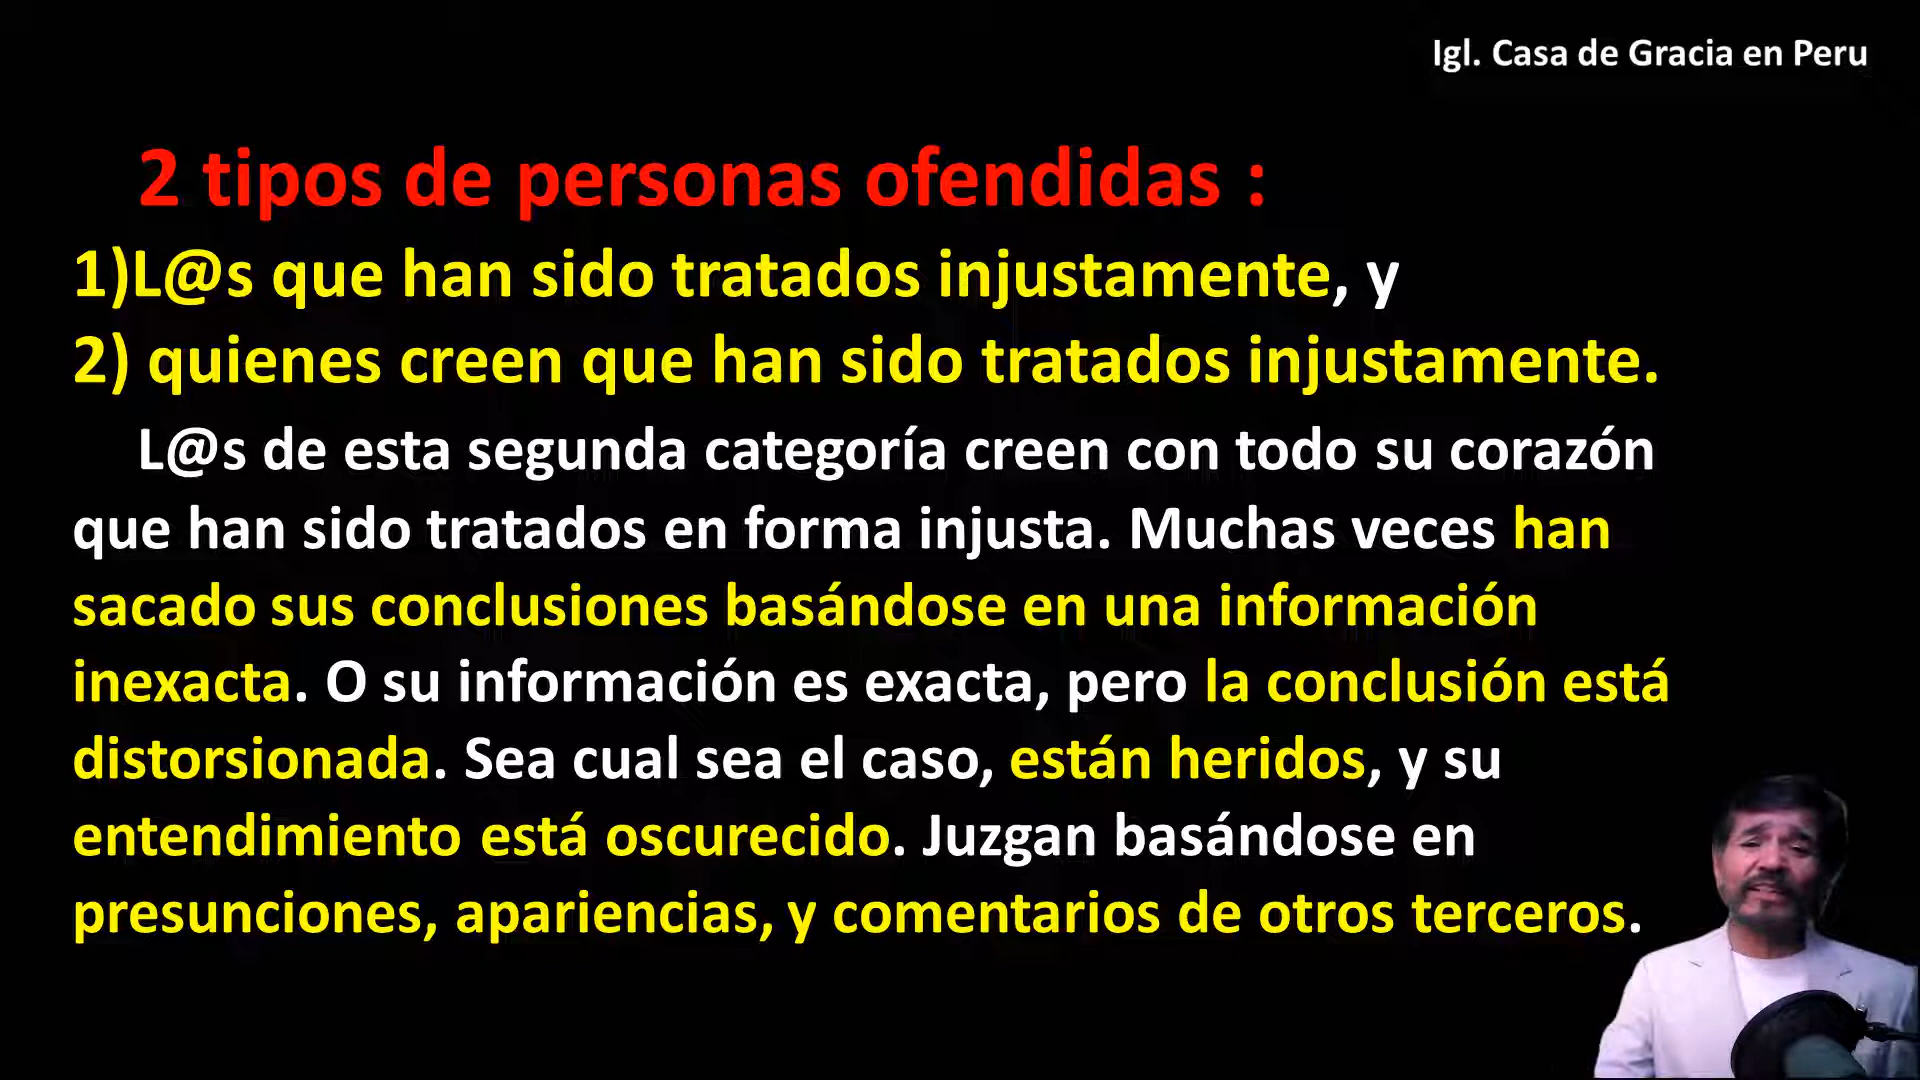 Igl. Casa de Gracia en Peru
2 tipos de personas ofendidas :
1)L@s que han sido tratados injustamente, y
2) quienes creen que han sido tratados injustamente.
L@s de esta segunda categoría creen con todo su corazón
que han sido tratados en forma injusta. Muchas veces han
sacado sus conclusiones basándose en una información
inexacta. O su información es exacta, pero la conclusión está
distorsionada. Sea cual sea el caso, están heridos, y su
entendimiento está oscurecido. Juzgan basándose en
presunciones, apariencias, y comentarios de otros terceros.